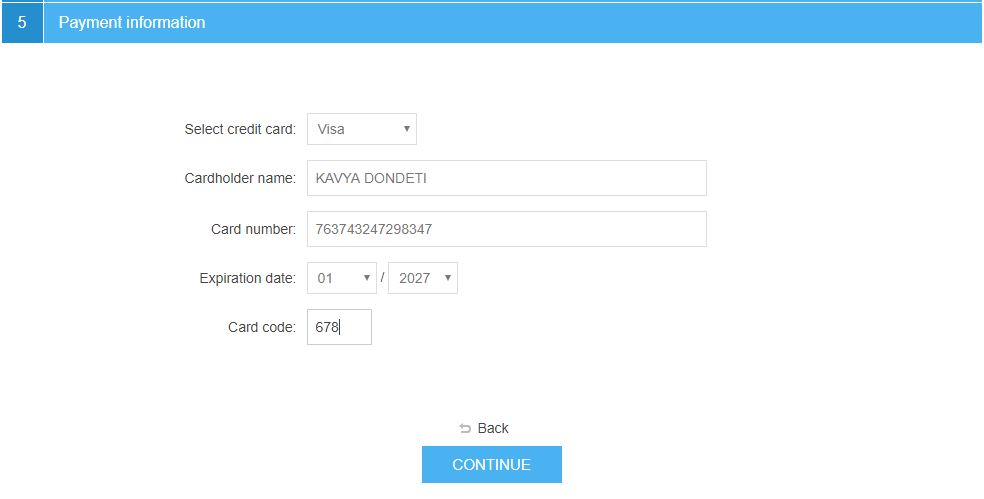 5 Payment information
Select credit card: Visa
Cardholder name: KAVYA DONDETI
Card number: 763743247298347
Expiration date: 01 / 2027
Card code: 678
Back
CONTINUE